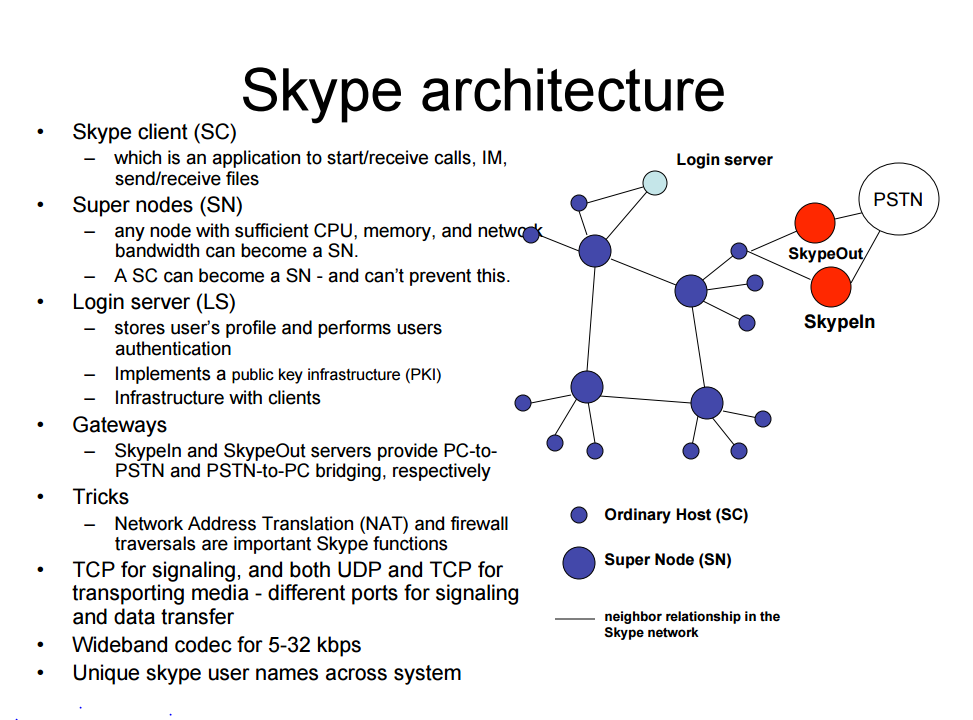 Skype architecture
• Skype client (SC)
– which is an application to start/receive calls, IM,
send/receive files
• Super nodes (SN)
– any node with sufficient CPU, memory, and network
bandwidth can become a SN.
– A SC can become a SN - and can’t prevent this.
• Login server (LS)
– stores user’s profile and performs users
authentication
– Implements a public key infrastructure (PKI)
– Infrastructure with clients
• Gateways
– SkypeIn and SkypeOut servers provide PC-to-
PSTN and PSTN-to-PC bridging, respectively
• Tricks
– Network Address Translation (NAT) and firewall
traversals are important Skype functions
• TCP for signaling, and both UDP and TCP for
transporting media - different ports for signaling
and data transfer
• Wideband codec for 5-32 kbps
• Unique skype user names across system
Login server
PSTN
SkypeOut
SkypeIn
Ordinary Host (SC)
Super Node (SN)
neighbor relationship in the
Skype network